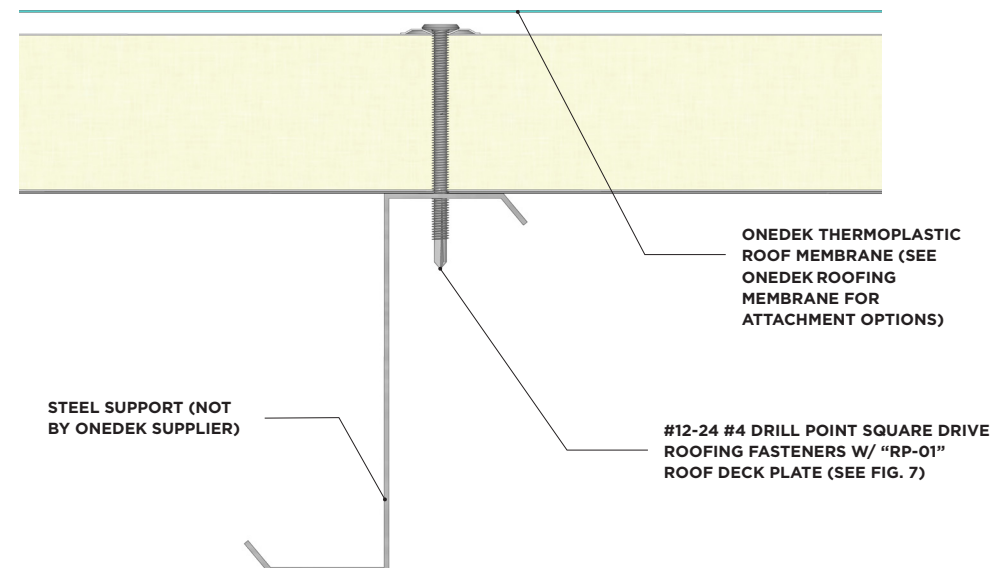 ONEDEK THERMOPLASTIC
ROOF MEMBRANE (SEE
ONEDEK ROOFING
MEMBRANE FOR
ATTACHMENT OPTIONS)
STEEL SUPPORT (NOT
BY ONEDEK SUPPLIER)
#12-24 #4 DRILL POINT SQUARE DRIVE
ROOFING FASTENERS W/ “RP-01”
ROOF DECK PLATE (SEE FIG. 7)